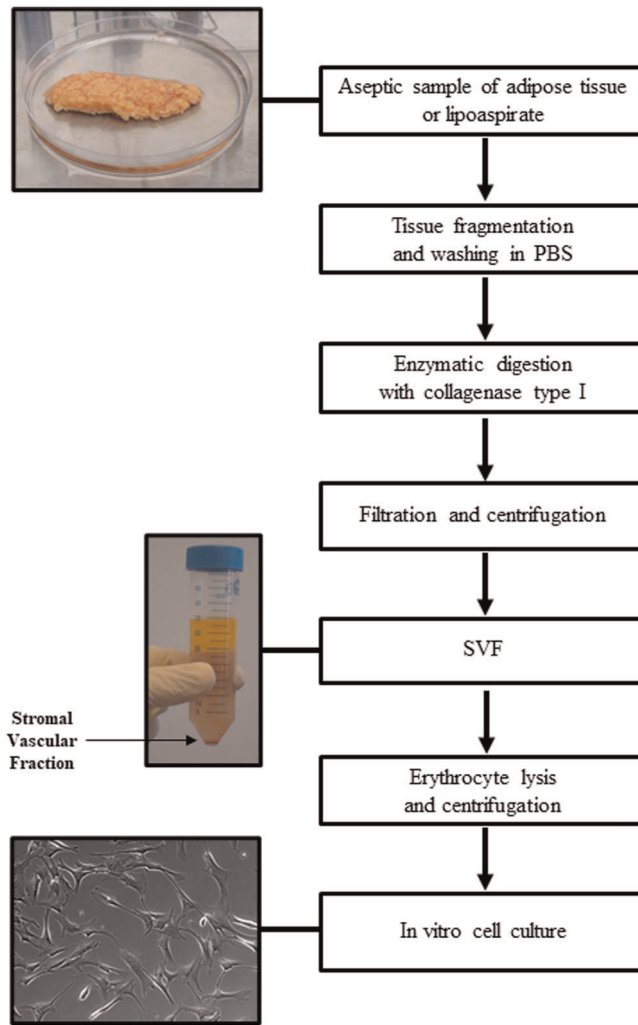 Aseptic sample of adipose tissue
or lipoaspirate
Tissue fragmentation
and washing in PBS
Enzymatic digestion
with collagenase type I
Filtration and centrifugation
SVF
Stromal
Vascular
Fraction
Erythrocyte lysis
and centrifugation
In vitro cell culture